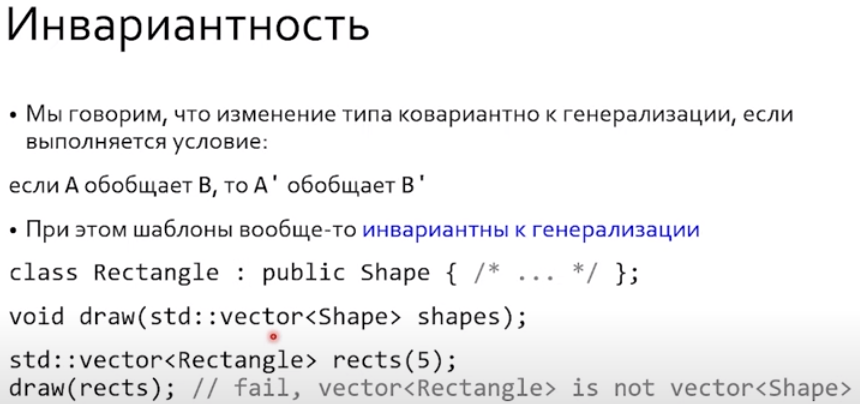 Инвариантность
• Мы говорим, что изменение типа ковариантно к генерализации, если
выполняется условие:
если A обобщает B, то A' обобщает B'
• При этом шаблоны вообще-то инвариантны к генерализации
class Rectangle : public Shape { /* ... */ };
void draw(std::vector<Shape> shapes);
std::vector<Rectangle> rects(5);
draw(rects); // fail, vector<Rectangle> is not vector<Shape>